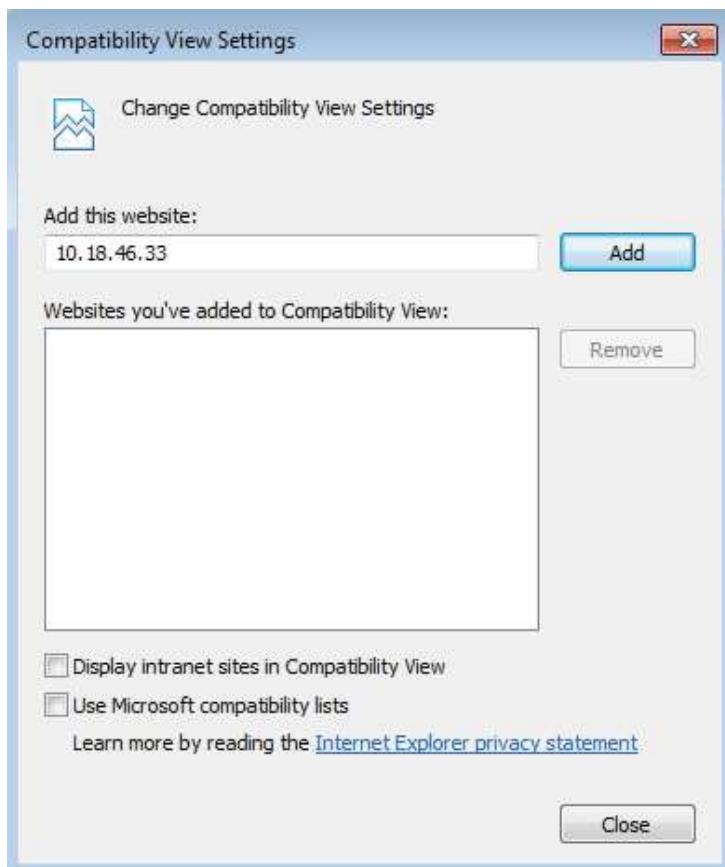 Compatibility View Settings
Change Compatibility View Settings
Add this website:
10.18.46.33
Add
Websites you've added to Compatibility View:
Remove
Display intranet sites in Compatibility View
Use Microsoft compatibility lists
Learn more by reading the Internet Explorer privacy statement
Close